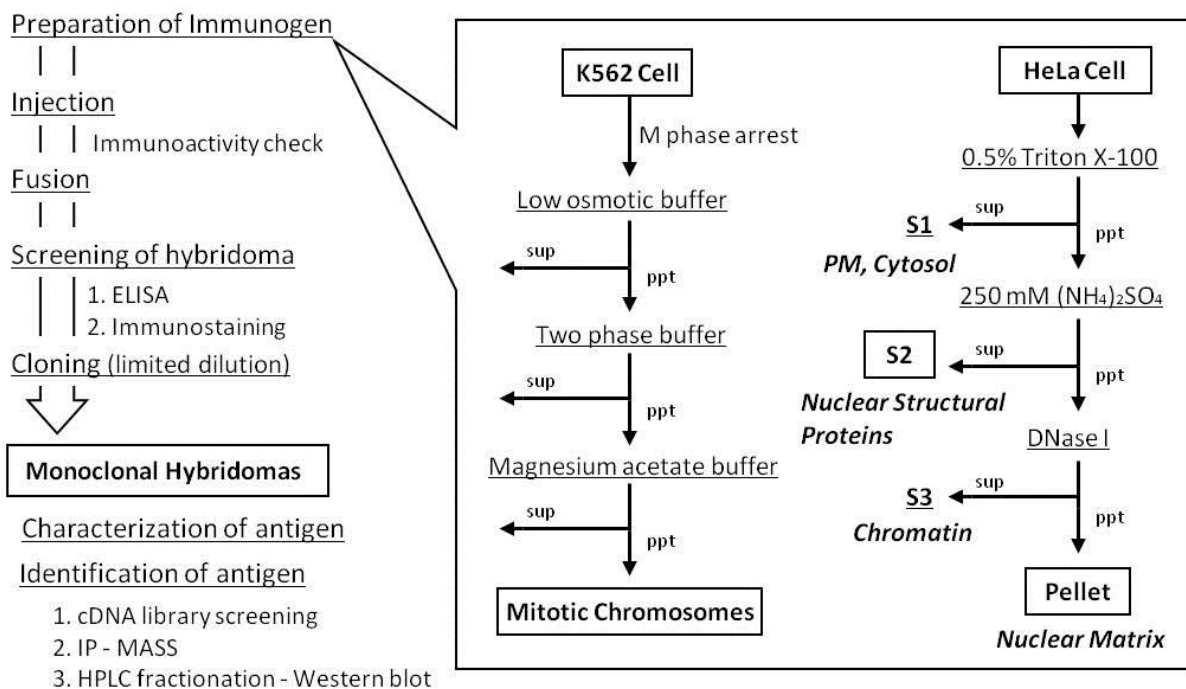 Preparation of Immunogen
Injection
Immunoactivity check
Fusion
Screening of hybridoma
1. ELISA
2. Immunostaining
Cloning (limited dilution)
Monoclonal Hybridomas
Characterization of antigen
Identification of antigen
1. cDNA library screening
2. IP - MASS
3. HPLC fractionation - Western blot
K562 Cell
M phase arrest
Low osmotic buffer
sup
ppt
Two phase buffer
sup
ppt
Magnesium acetate buffer
sup
ppt
Mitotic Chromosomes
HeLa Cell
0.5% Triton X-100
sup
ppt
S1
PM, Cytosol
250 mM (NH₄)₂SO₄
sup
ppt
S2
Nuclear Structural
Proteins
DNase I
sup
ppt
S3
Chromatin
Pellet
Nuclear Matrix